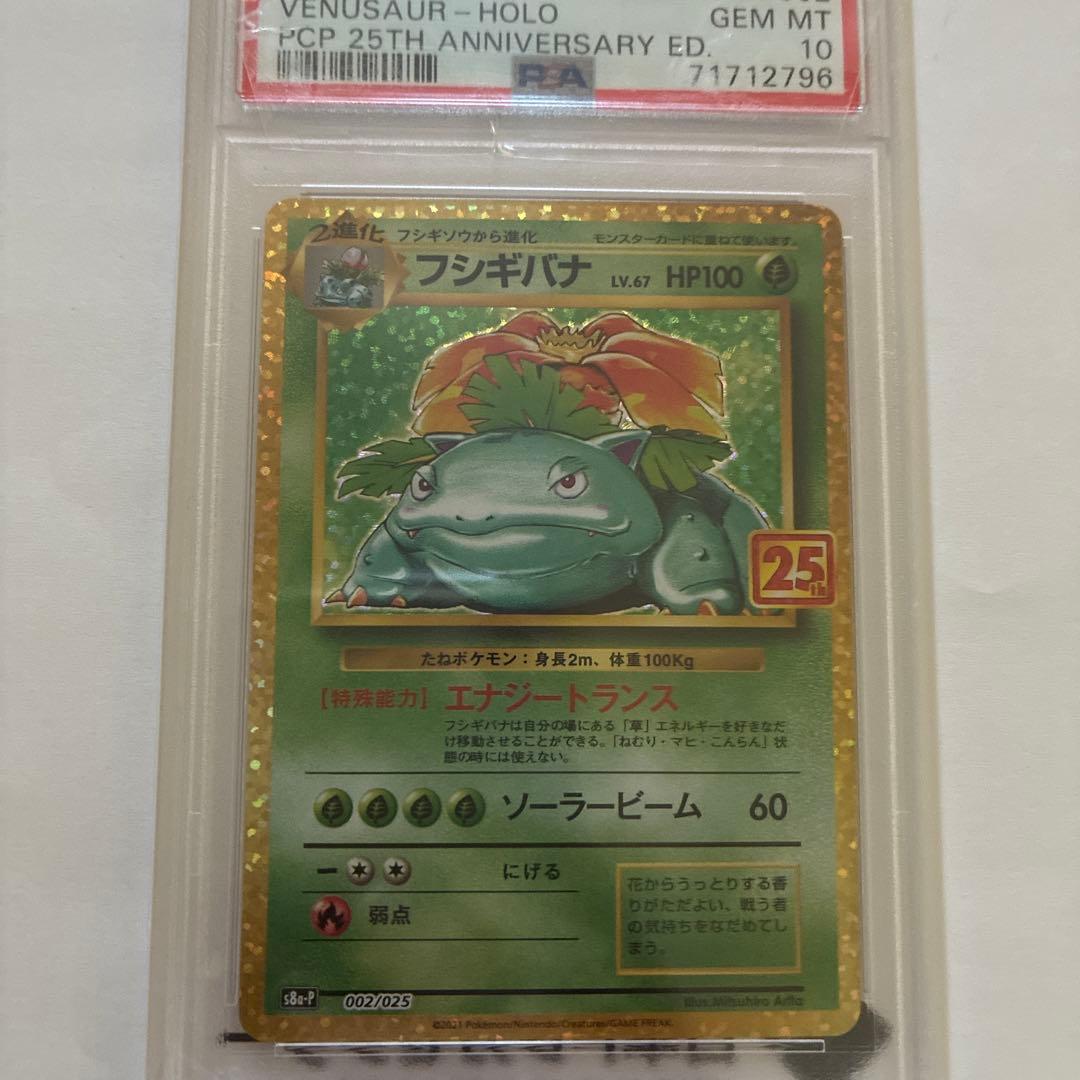 VENUSAUR-HOLO
GEM MT
PCP 25TH ANNIVERSARY ED.
10
PSA
71712796
2進化
フシギソウから進化
モンスターカードに重ねて使います。
フシギバナ LV.67 HP100
25th
たねポケモン：身長2m、体重100Kg
［特殊能力］ エナジートランス
フシギバナは自分の場にある「草」エネルギーを好きなだ
け移動させることができる。「ねむり・マヒ・こんらん」状
態の時には使えない。
ソーラービーム 60
にげる
弱点
花からうっとりする香
りがただよい、戦う者
の気持ちをなだめてし
まう。
s8a-P 002/025
Illus.Mitsuhiro Arita
©2021 Pokémon/Nintendo/Creatures/GAME FREAK.